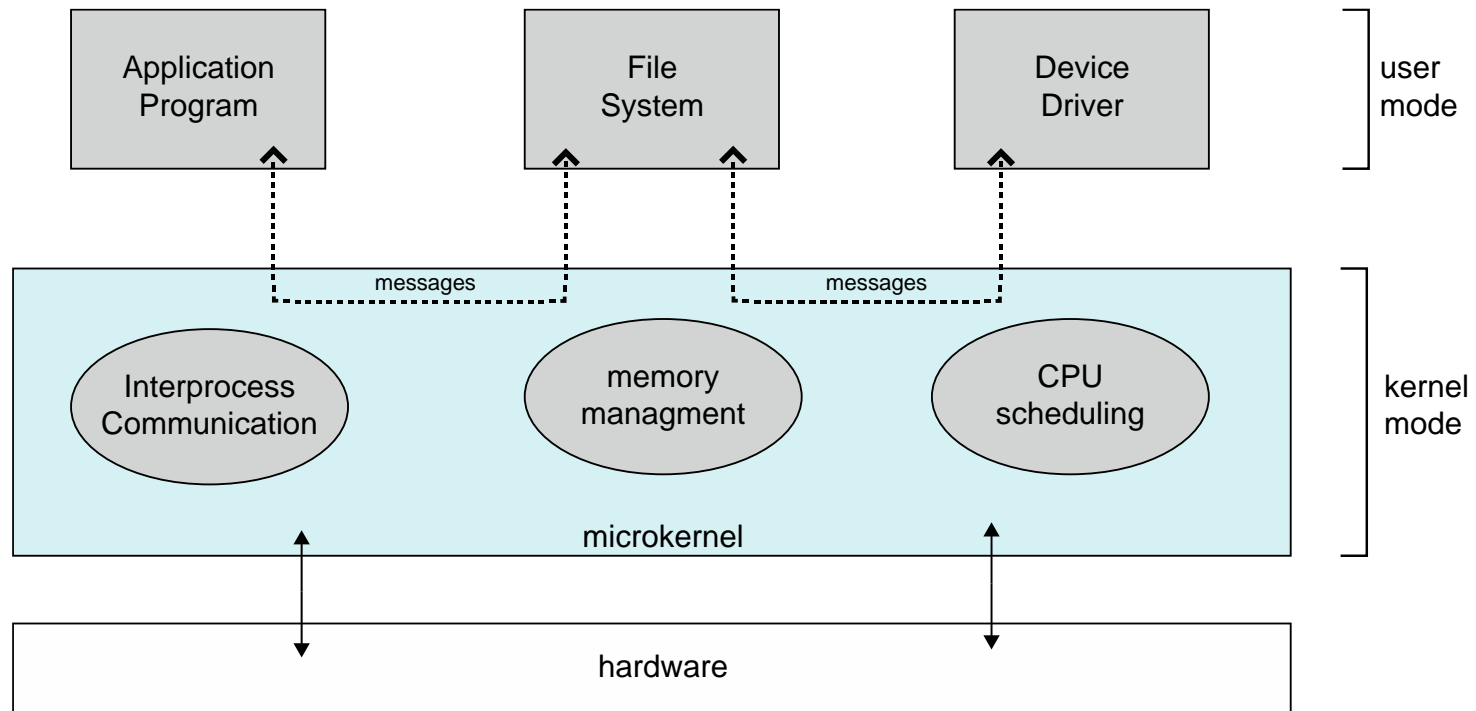 Application
Program
File
System
Device
Driver
user
mode
messages
messages
Interprocess
Communication
memory
managment
CPU
scheduling
kernel
mode
microkernel
hardware